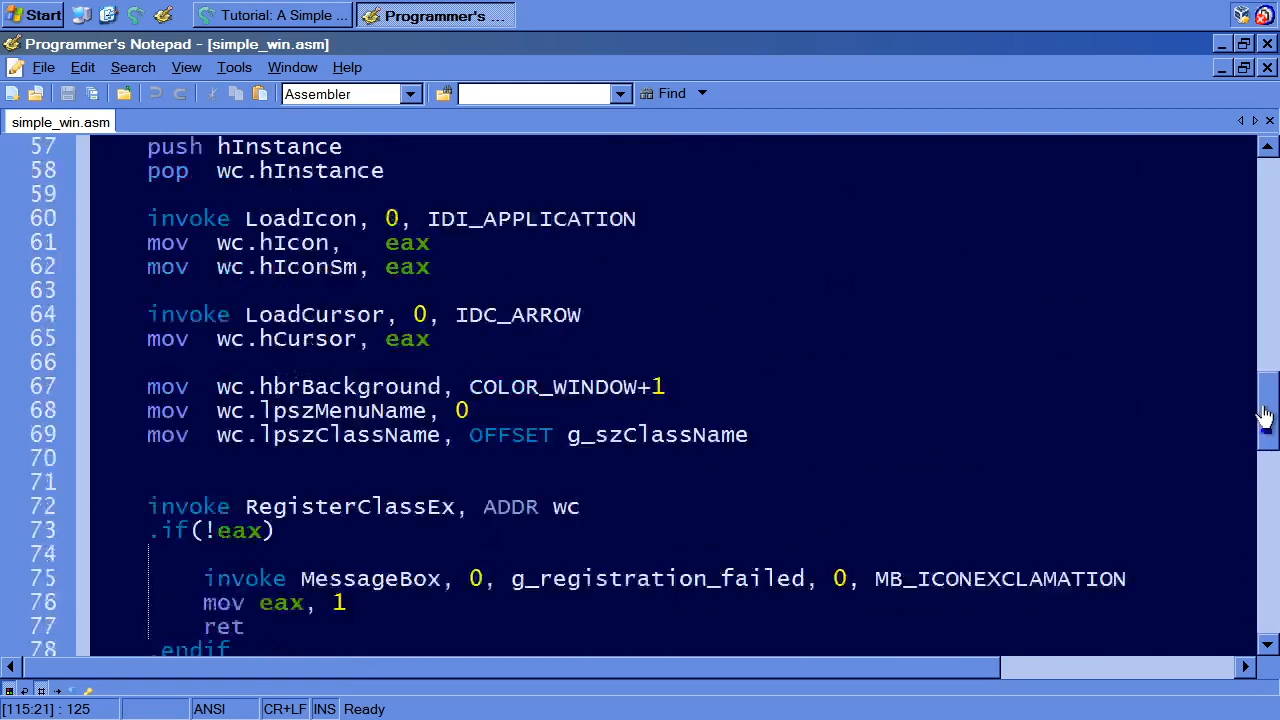 Start
Tutorial: A Simple ...
Programmer's ...
Programmer's Notepad - [simple_win.asm]
File Edit Search View Tools Window Help
Assembler
Find
simple_win.asm
57 push hInstance
58 pop wc.hInstance
59
60 invoke LoadIcon, 0, IDI_APPLICATION
61 mov wc.hIcon, eax
62 mov wc.hIconSm, eax
63
64 invoke LoadCursor, 0, IDC_ARROW
65 mov wc.hCursor, eax
66
67 mov wc.hbrBackground, COLOR_WINDOW+1
68 mov wc.lpszMenuName, 0
69 mov wc.lpszClassName, OFFSET g_szClassName
70
71
72 invoke RegisterClassEx, ADDR wc
73 .if(!eax)
74
75 invoke MessageBox, 0, g_registration_failed, 0, MB_ICONEXCLAMATION
76 mov eax, 1
77 ret
78 .endif
[115:21] : 125 ANSI CR+LF INS Ready